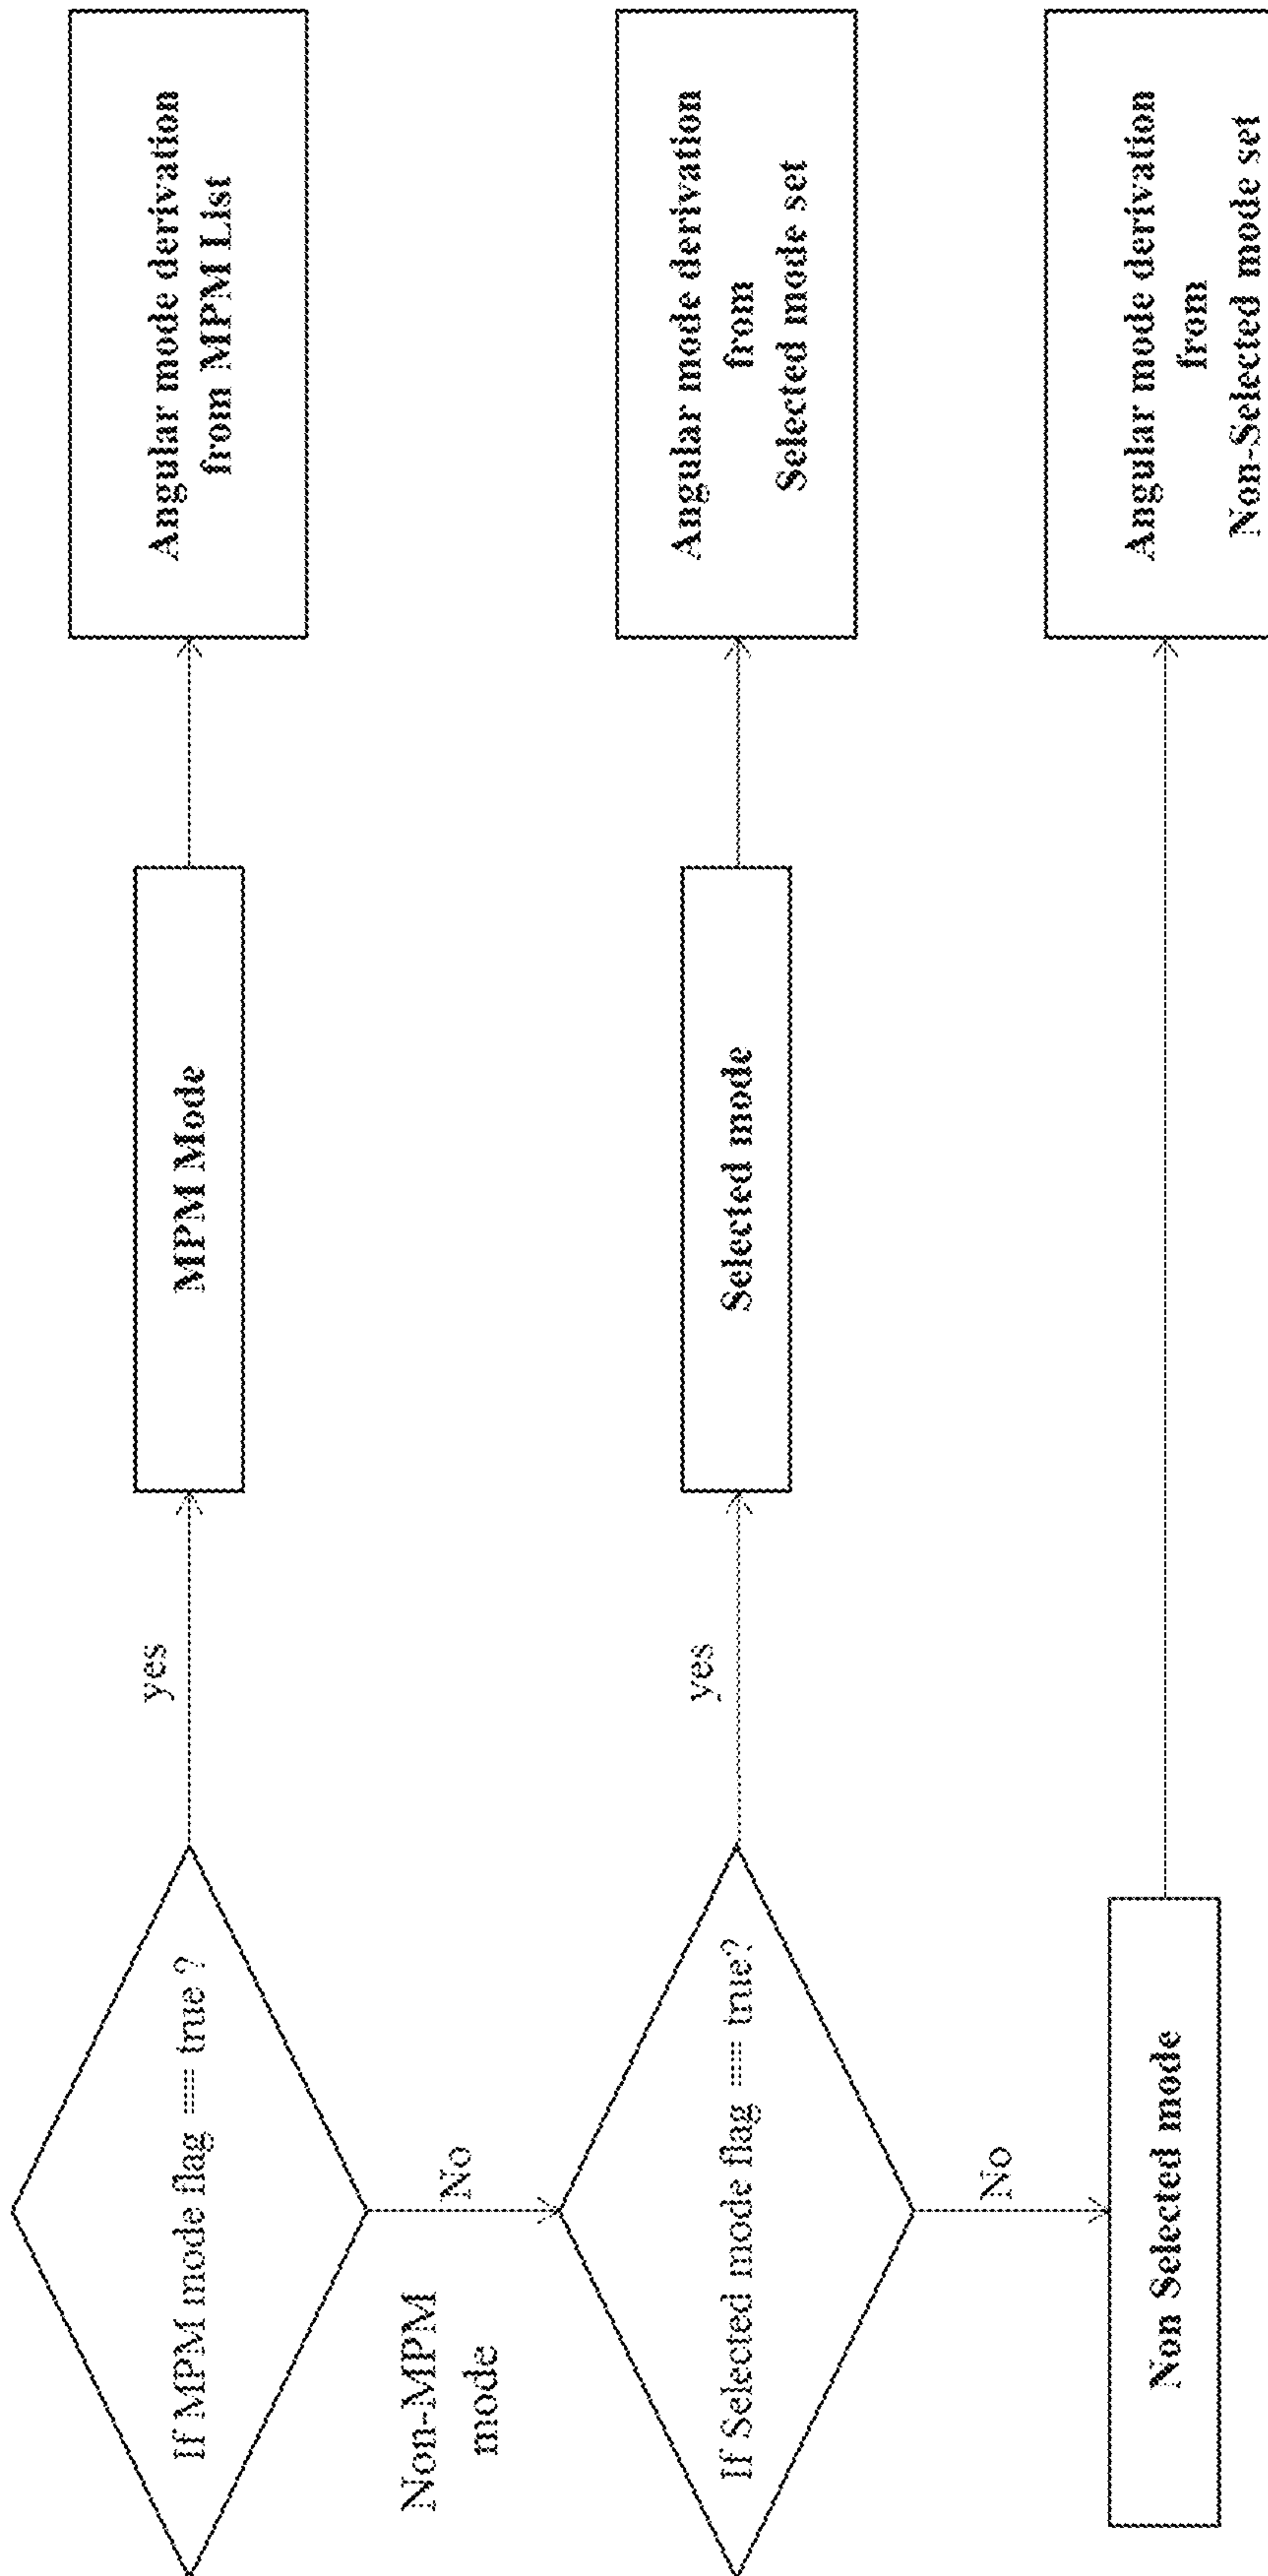 If MPM mode flag == true ?
yes
MPM Mode
Angular mode derivation
from MPM List
No
Non-MPM
mode
If Selected mode flag == true?
yes
Selected mode
Angular mode derivation
from
Selected mode set
No
Non Selected mode
Angular mode derivation
from
Non-Selected mode set